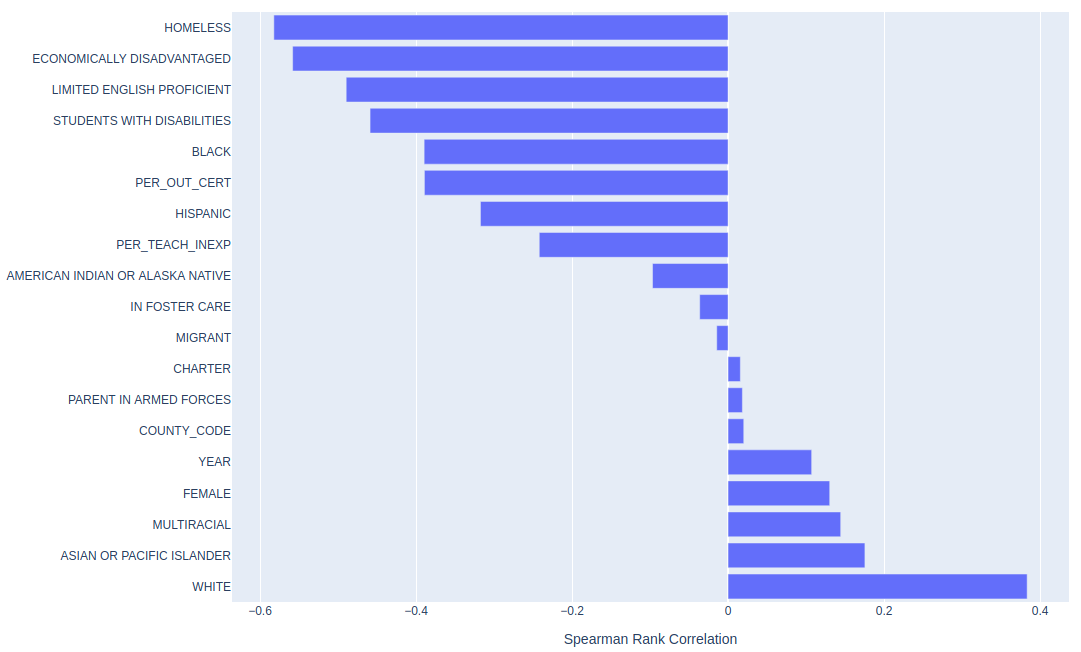 HOMELESS
ECONOMICALLY DISADVANTAGED
LIMITED ENGLISH PROFICIENT
STUDENTS WITH DISABILITIES
BLACK
PER_OUT_CERT
HISPANIC
PER_TEACH_INEXP
AMERICAN INDIAN OR ALASKA NATIVE
IN FOSTER CARE
MIGRANT
CHARTER
PARENT IN ARMED FORCES
COUNTY_CODE
YEAR
FEMALE
MULTIRACIAL
ASIAN OR PACIFIC ISLANDER
WHITE
−0.6 −0.4 −0.2 0 0.2 0.4
Spearman Rank Correlation